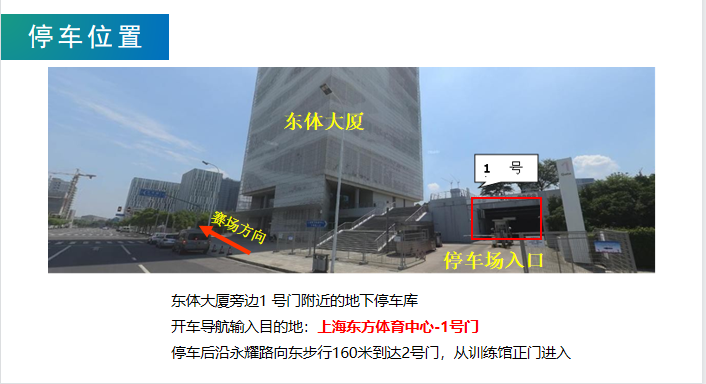 停车位置
东体大厦
1 号
赛场方向
停车场入口
东体大厦旁边1 号门附近的地下停车库
开车导航输入目的地：上海东方体育中心-1号门
停车后沿永耀路向东步行160米到达2号门，从训练馆正门进入